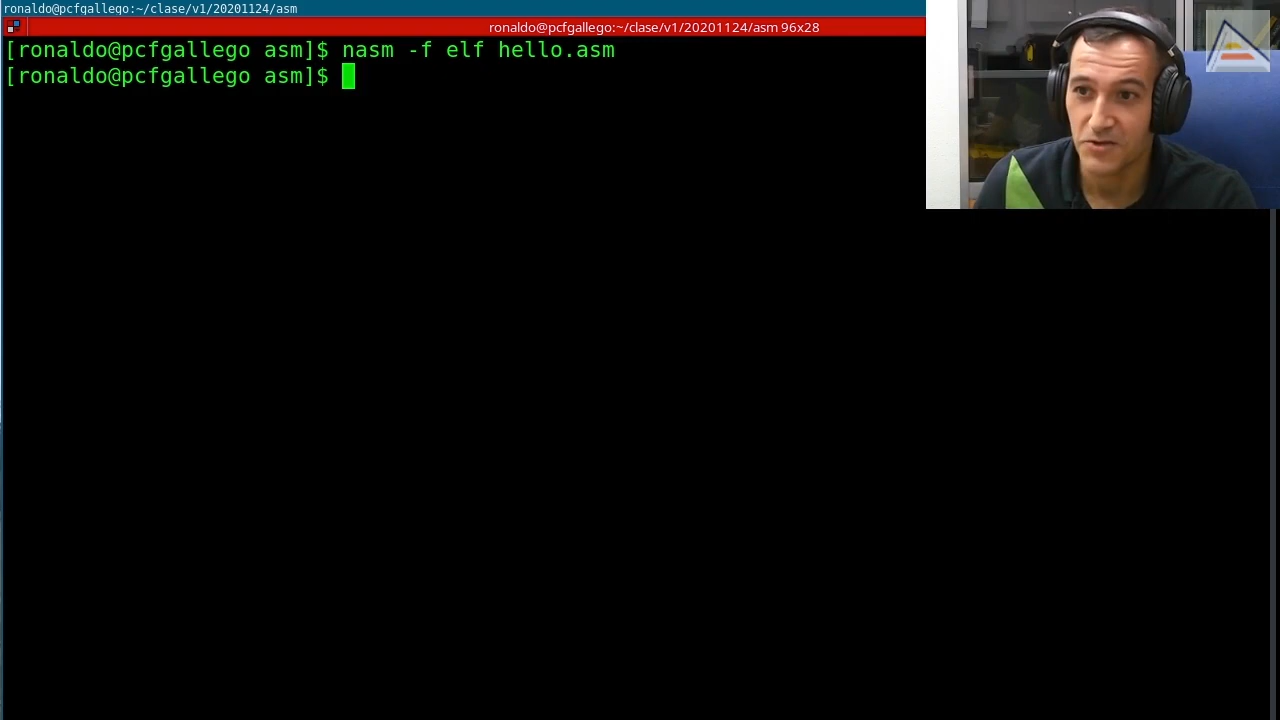 ronaldo@pcfgallego:~/clase/v1/20201124/asm
ronaldo@pcfgallego:~/clase/v1/20201124/asm 96x28
[ronaldo@pcfgallego asm]$ nasm -f elf hello.asm
[ronaldo@pcfgallego asm]$